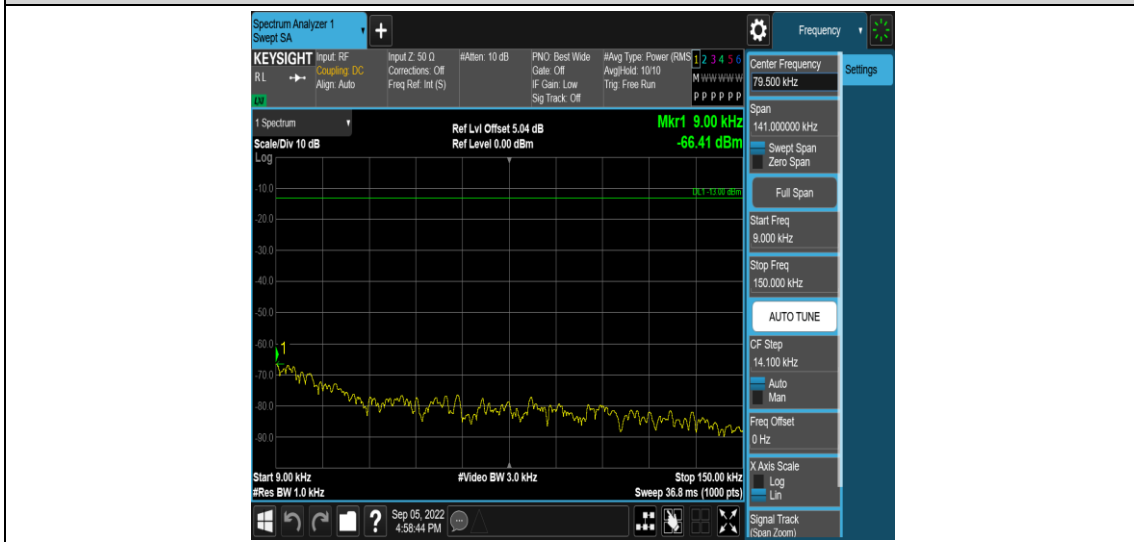 Spectrum Analyzer 1
Swept SA
+
Frequency
KEYSIGHT
RL
Input: RF
Coupling: DC
Align: Auto
Input Z: 50 Ω
Corrections: Off
Freq Ref: Int (S)
#Atten: 10 dB
PNO: Best Wide
Gate: Off
IF Gain: Low
Sig Track: Off
#Avg Type: Power (RMS
Avg|Hold: 10/10
Trig: Free Run
1 2 3 4 5 6
M W W W W W
P P P P P P
1 Spectrum
Scale/Div 10 dB
Ref Lvl Offset 5.04 dB
Ref Level 0.00 dBm
Mkr1 9.00 kHz
-66.41 dBm
Log
DL1 -13.00 dBm
-10.0
-20.0
-30.0
-40.0
-50.0
-60.0
-70.0
-80.0
-90.0
1
Start 9.00 kHz
#Res BW 1.0 kHz
#Video BW 3.0 kHz
Stop 150.00 kHz
Sweep 36.8 ms (1000 pts)
Center Frequency
79.500 kHz
Settings
Span
141.000000 kHz
Swept Span
Zero Span
Full Span
Start Freq
9.000 kHz
Stop Freq
150.000 kHz
AUTO TUNE
CF Step
14.100 kHz
Auto
Man
Freq Offset
0 Hz
X Axis Scale
Log
Lin
Signal Track
(Span Zoom)
?
Sep 05, 2022
4:58:44 PM